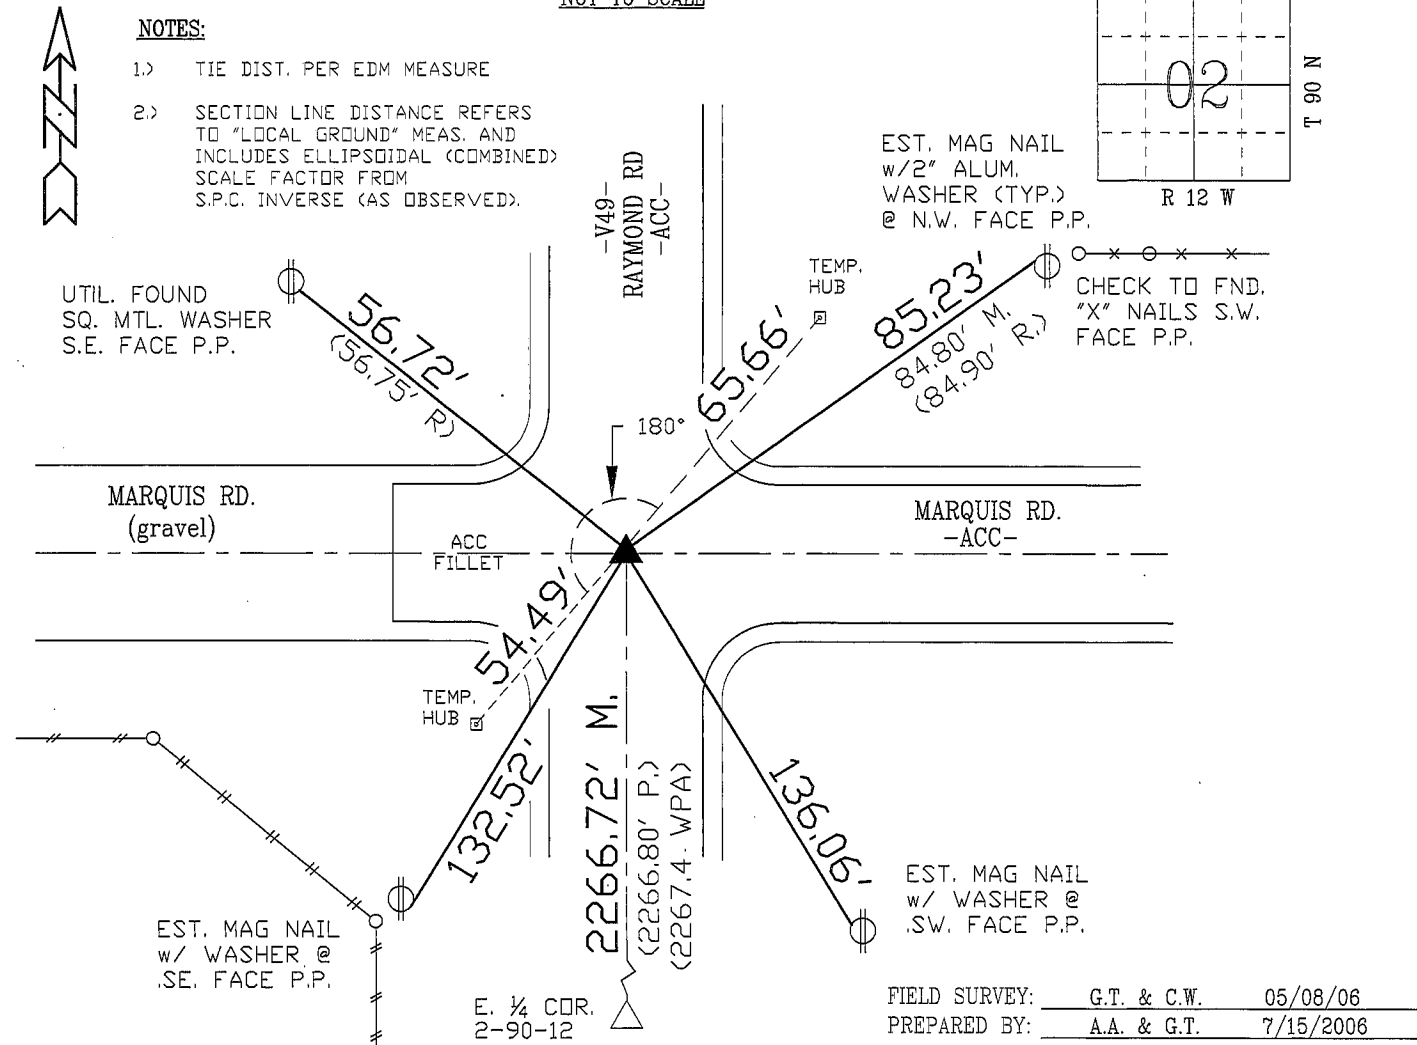 NOT TO SCALE
NOTES:
1.) TIE DIST. PER EDM MEASURE
2.) SECTION LINE DISTANCE REFERS
TO "LOCAL GROUND" MEAS. AND
INCLUDES ELLIPSOIDAL (COMBINED)
SCALE FACTOR FROM
S.P.C. INVERSE (AS OBSERVED).
N
02
T 90 N
R 12 W
-V49-
RAYMOND RD
-ACC-
EST. MAG NAIL
w/2" ALUM.
WASHER (TYP.)
@ N.W. FACE P.P.
UTIL. FOUND
SQ. MTL. WASHER
S.E. FACE P.P.
56.72'
(56.75' R)
TEMP.
HUB
65.66'
85.23'
84.80' M.
(84.90' R.)
CHECK TO FND.
"X" NAILS S.W.
FACE P.P.
180°
MARQUIS RD.
(gravel)
ACC
FILLET
MARQUIS RD.
-ACC-
54.49'
TEMP.
HUB
132.52'
2266.72' M.
(2266.80' P.)
(2267.4 WPA)
136.06'
EST. MAG NAIL
w/ WASHER @
.SE. FACE P.P.
EST. MAG NAIL
w/ WASHER @
.SW. FACE P.P.
E. ¼ COR.
2-90-12
FIELD SURVEY: G.T. & C.W. 05/08/06
PREPARED BY: A.A. & G.T. 7/15/2006